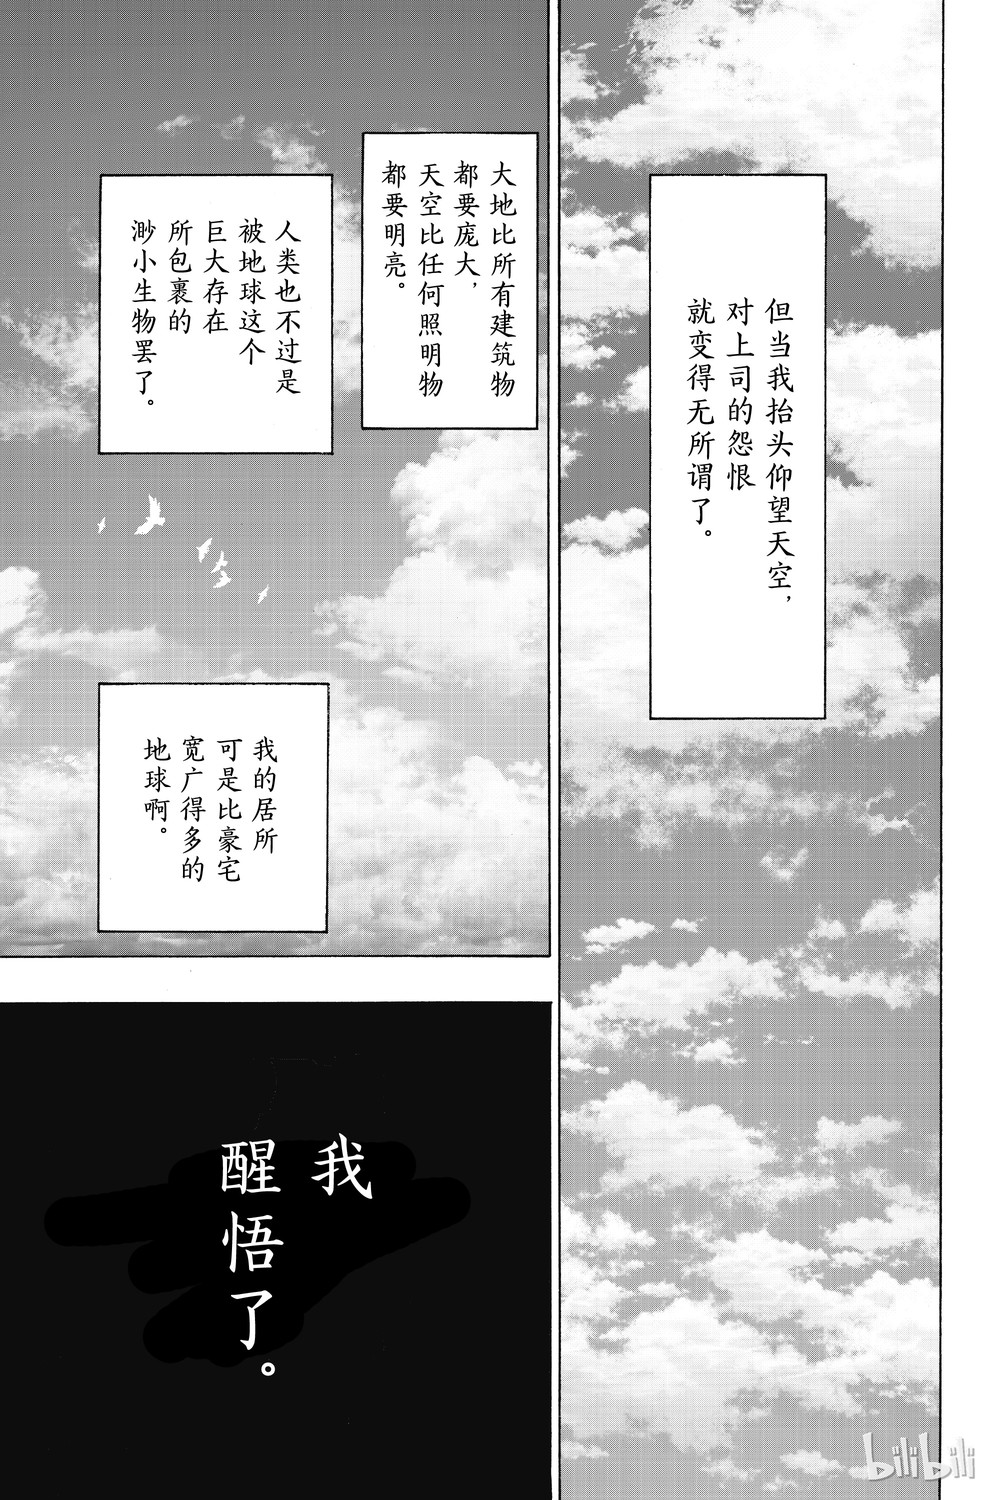 但当我抬头仰望天空，
对上司的怨恨
就变得无所谓了。
大地比所有建筑物
都要庞大，
天空比任何照明物
都要明亮。
人类也不过是
被地球这个
巨大存在
所包裹的
渺小生物罢了。
我的居所
可是比豪宅
宽广得多的
地球啊。
我
醒悟了。
bilibili